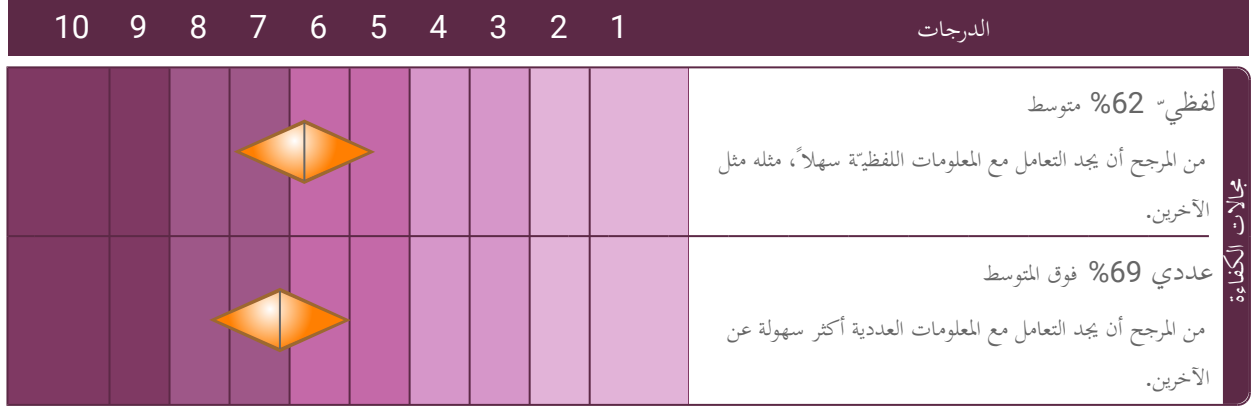 الدرجات 1 2 3 4 5 6 7 8 9 10
مجالات الكفاءة
لفظيّ 62% متوسط
من المرجح أن يجد التعامل مع المعلومات اللفظيّة سهلاً، مثله مثل
الآخرين.
عددي 69% فوق المتوسط
من المرجح أن يجد التعامل مع المعلومات العددية أكثر سهولة عن
الآخرين.